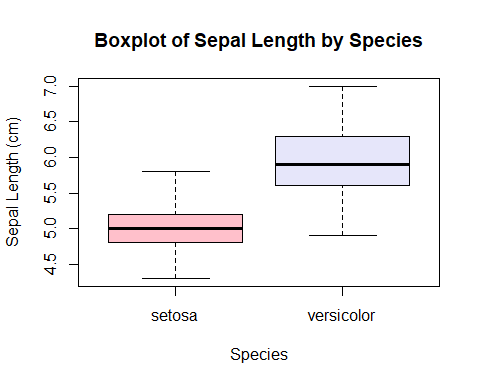 Boxplot of Sepal Length by Species
Sepal Length (cm)
7.0
6.5
6.0
5.5
5.0
4.5
setosa versicolor
Species